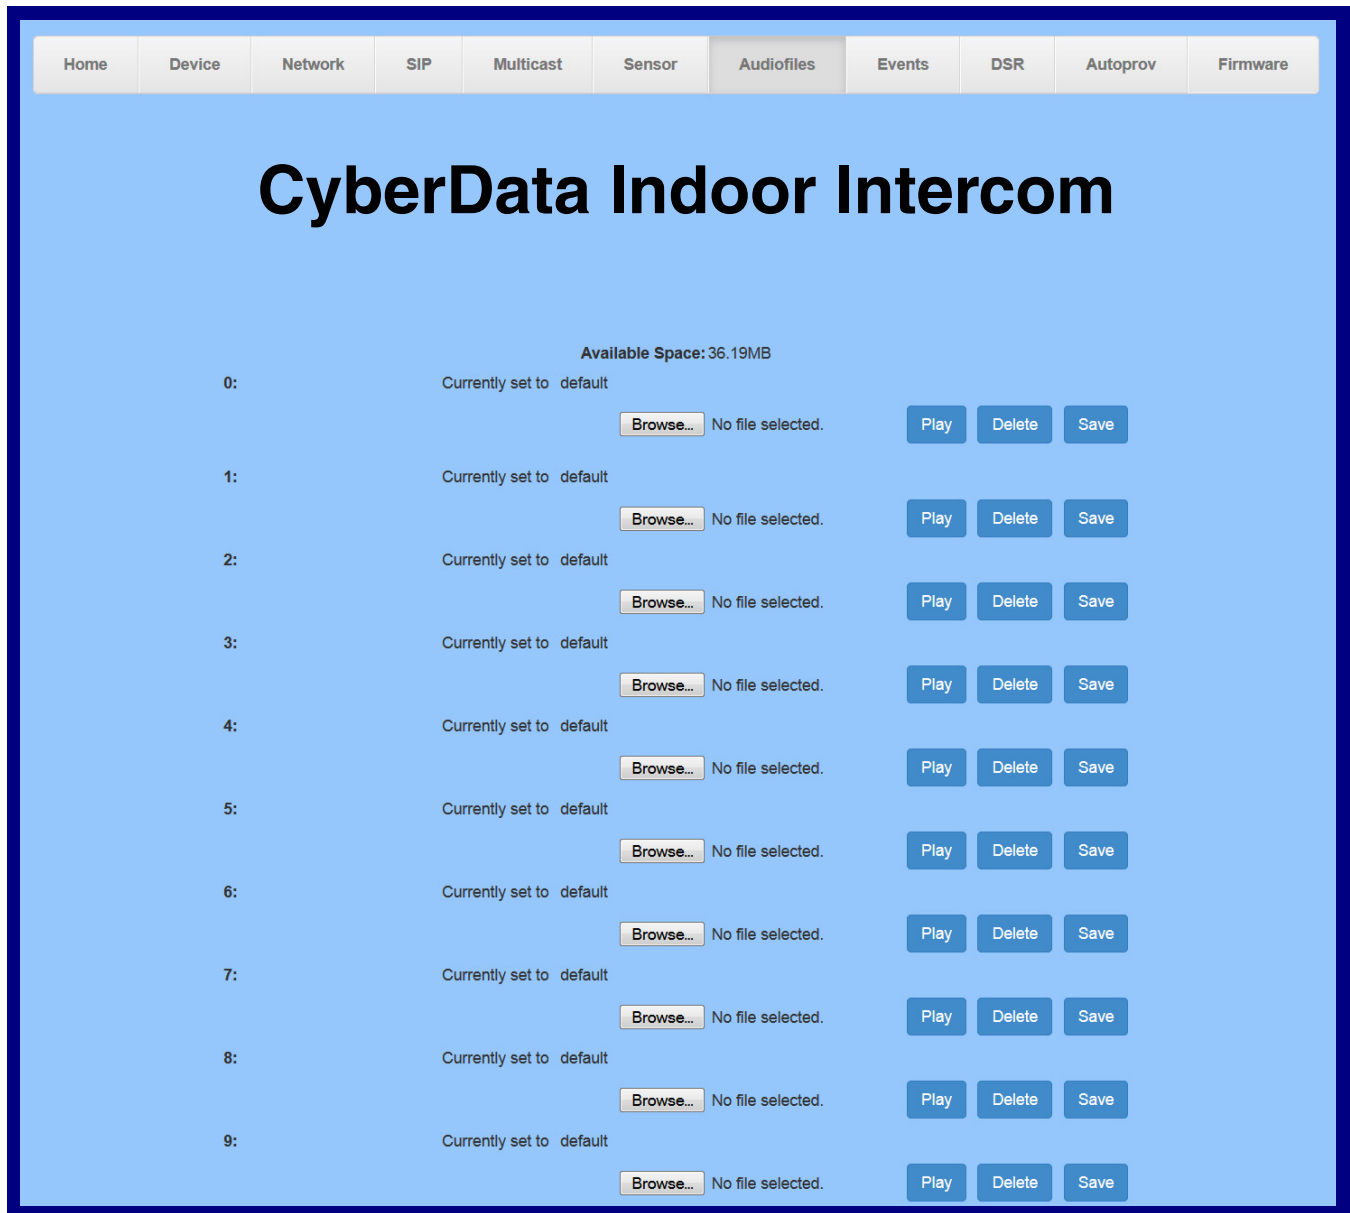 Home Device Network SIP Multicast Sensor Audiofiles Events DSR Autoprov Firmware
CyberData Indoor Intercom
Available Space: 36.19MB
0: Currently set to default
Browse... No file selected. Play Delete Save
1: Currently set to default
Browse... No file selected. Play Delete Save
2: Currently set to default
Browse... No file selected. Play Delete Save
3: Currently set to default
Browse... No file selected. Play Delete Save
4: Currently set to default
Browse... No file selected. Play Delete Save
5: Currently set to default
Browse... No file selected. Play Delete Save
6: Currently set to default
Browse... No file selected. Play Delete Save
7: Currently set to default
Browse... No file selected. Play Delete Save
8: Currently set to default
Browse... No file selected. Play Delete Save
9: Currently set to default
Browse... No file selected. Play Delete Save